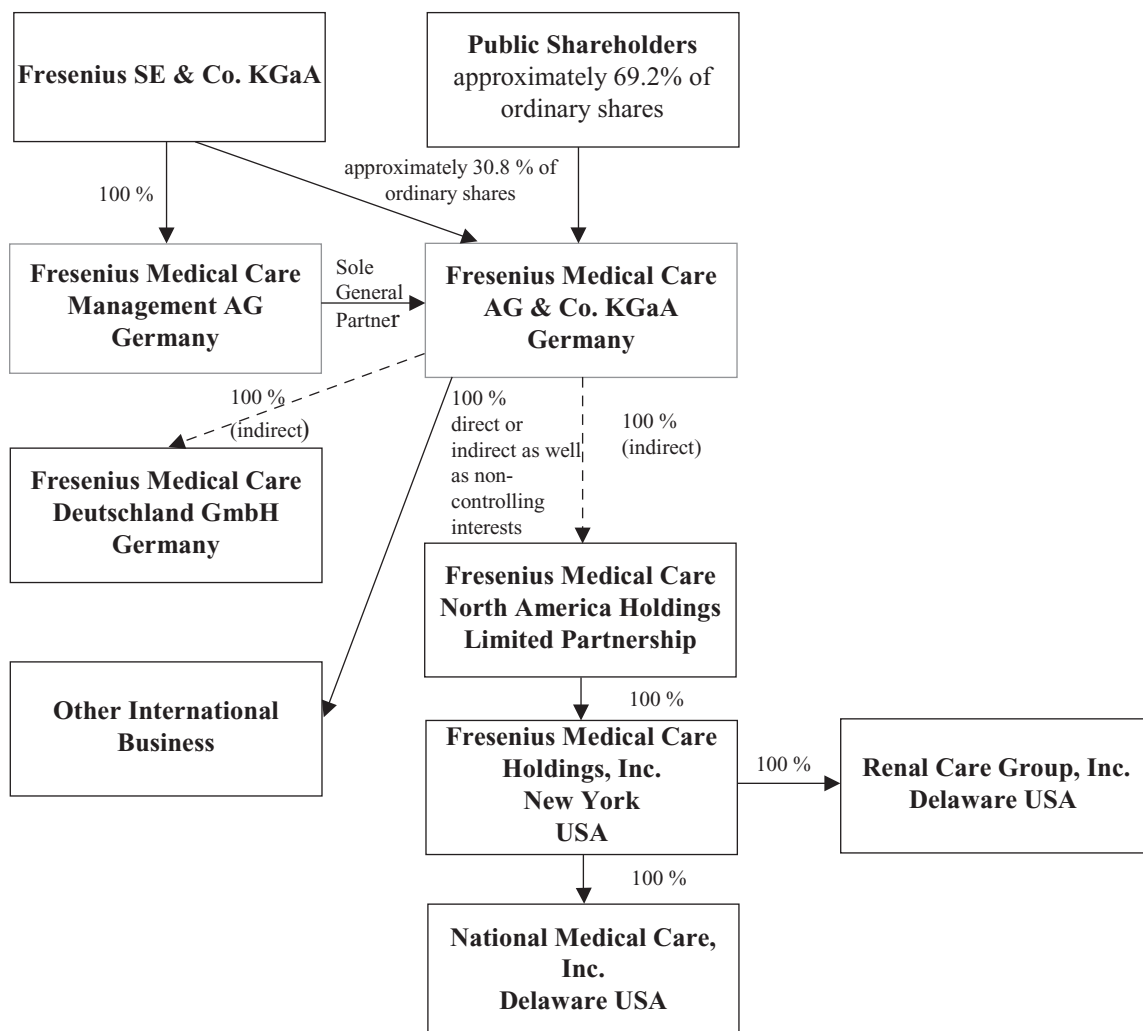 Fresenius SE & Co. KGaA
Public Shareholders
approximately 69.2% of
ordinary shares
100 %
approximately 30.8 % of
ordinary shares
Fresenius Medical Care
Management AG
Germany
Sole
General
Partner
Fresenius Medical Care
AG & Co. KGaA
Germany
100 %
(indirect)
100 %
direct or
indirect as well
as non-
controlling
interests
100 %
(indirect)
Fresenius Medical Care
Deutschland GmbH
Germany
Fresenius Medical Care
North America Holdings
Limited Partnership
Other International
Business
100 %
Fresenius Medical Care
Holdings, Inc.
New York
USA
100 %
Renal Care Group, Inc.
Delaware USA
100 %
National Medical Care,
Inc.
Delaware USA